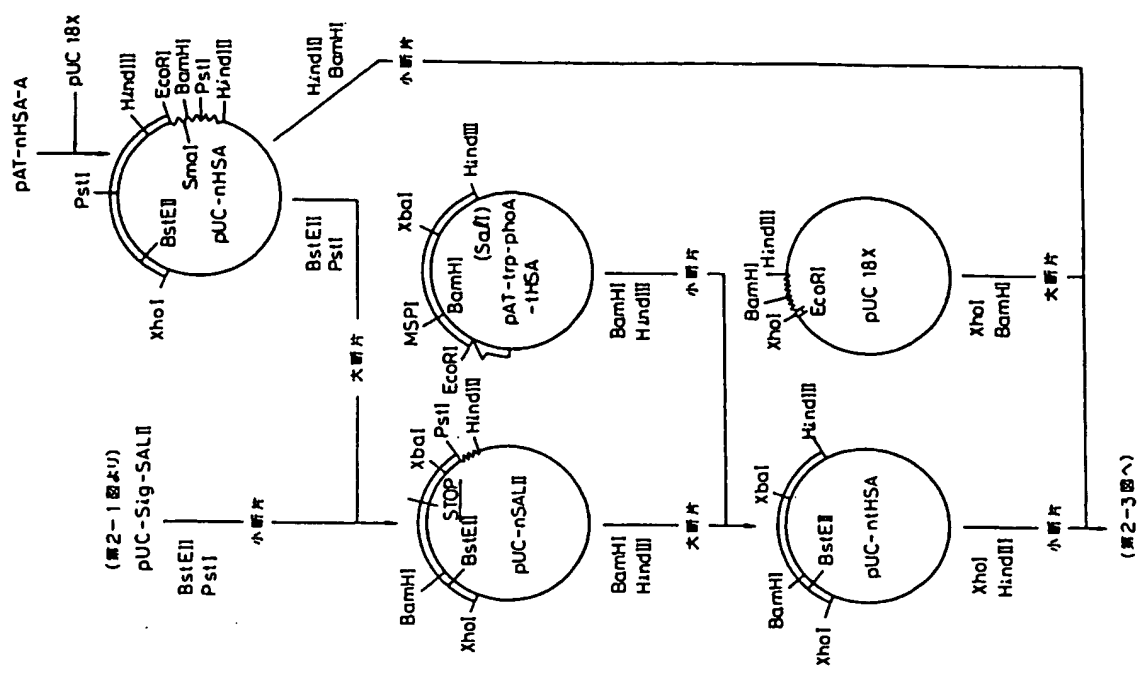 (第2-1図より)
pUC-Sig-SALII
BstEII
PstI
小断片
pAT-nHSA-A
pUC 18X
PstI
HindIII
EcoRI
BamHI
PstI
HindIII
SmaI
BstEII
XhoI
pUC-nHSA
BstEII
PstI
大断片
HindIII
BamHI
小断片
BamHI
STOP
XbaI
PstI
HindIII
BstEII
XhoI
pUC-nSALII
BamHI
HindIII
大断片
EcoRI
MSPI
BamHI
XbaI
HindIII
(SalI)
pAT-trp-phoA
-tHSA
BamHI
HindIII
小断片
BamHI
XbaI
HindIII
BstEII
XhoI
pUC-ntHSA
XhoI
HindIII
小断片
XhoI
BamHI
HindIII
EcoRI
pUC 18X
XhoI
BamHI
大断片
(第2-3図へ)